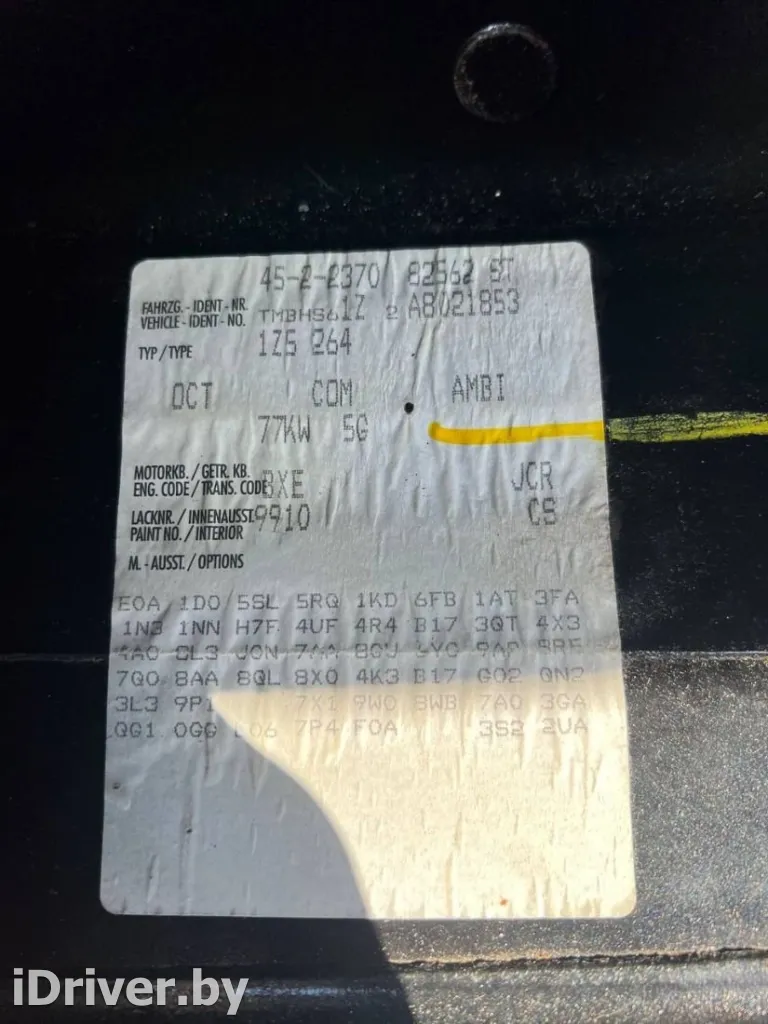 45-2-2370 82562 ST
FAHRZG. - IDENT - NR.
VEHICLE - IDENT - NO. TMBHS61Z 2 A8021853
TYP / TYPE 1Z5 264
OCT COM AMBI
77KW 5G
MOTORKB. / GETR. KB.
ENG. CODE / TRANS. CODE BXE JCR
LACKNR. / INNENAUSST. 9910 CS
PAINT NO. / INTERIOR
M. - AUSST. / OPTIONS
E0A 1D0 5SL 5RQ 1KD 6FB 1AT 3FA
1N3 1NN H7F 4UF 4R4 B17 3QT 4X3
7Q0 8AA 8QL 8X0 4K3 B17 G02 0N2
3L3 9P1 7X1 9W0 8WB 7A0 3GA
QG1 0GG 7P4 F0A 3S2 2UA
iDriver.by